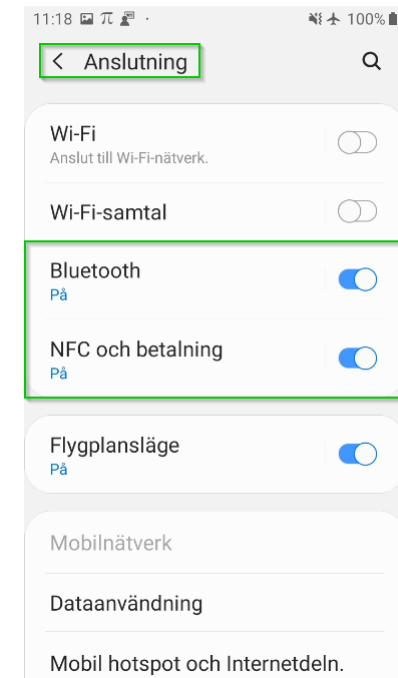 11:18 π · 100%
Anslutning
Wi-Fi
Anslut till Wi-Fi-nätverk.
Wi-Fi-samtal
Bluetooth
På
NFC och betalning
På
Flygplansläge
På
Mobilnätverk
Dataanvändning
Mobil hotspot och Internetdeln.